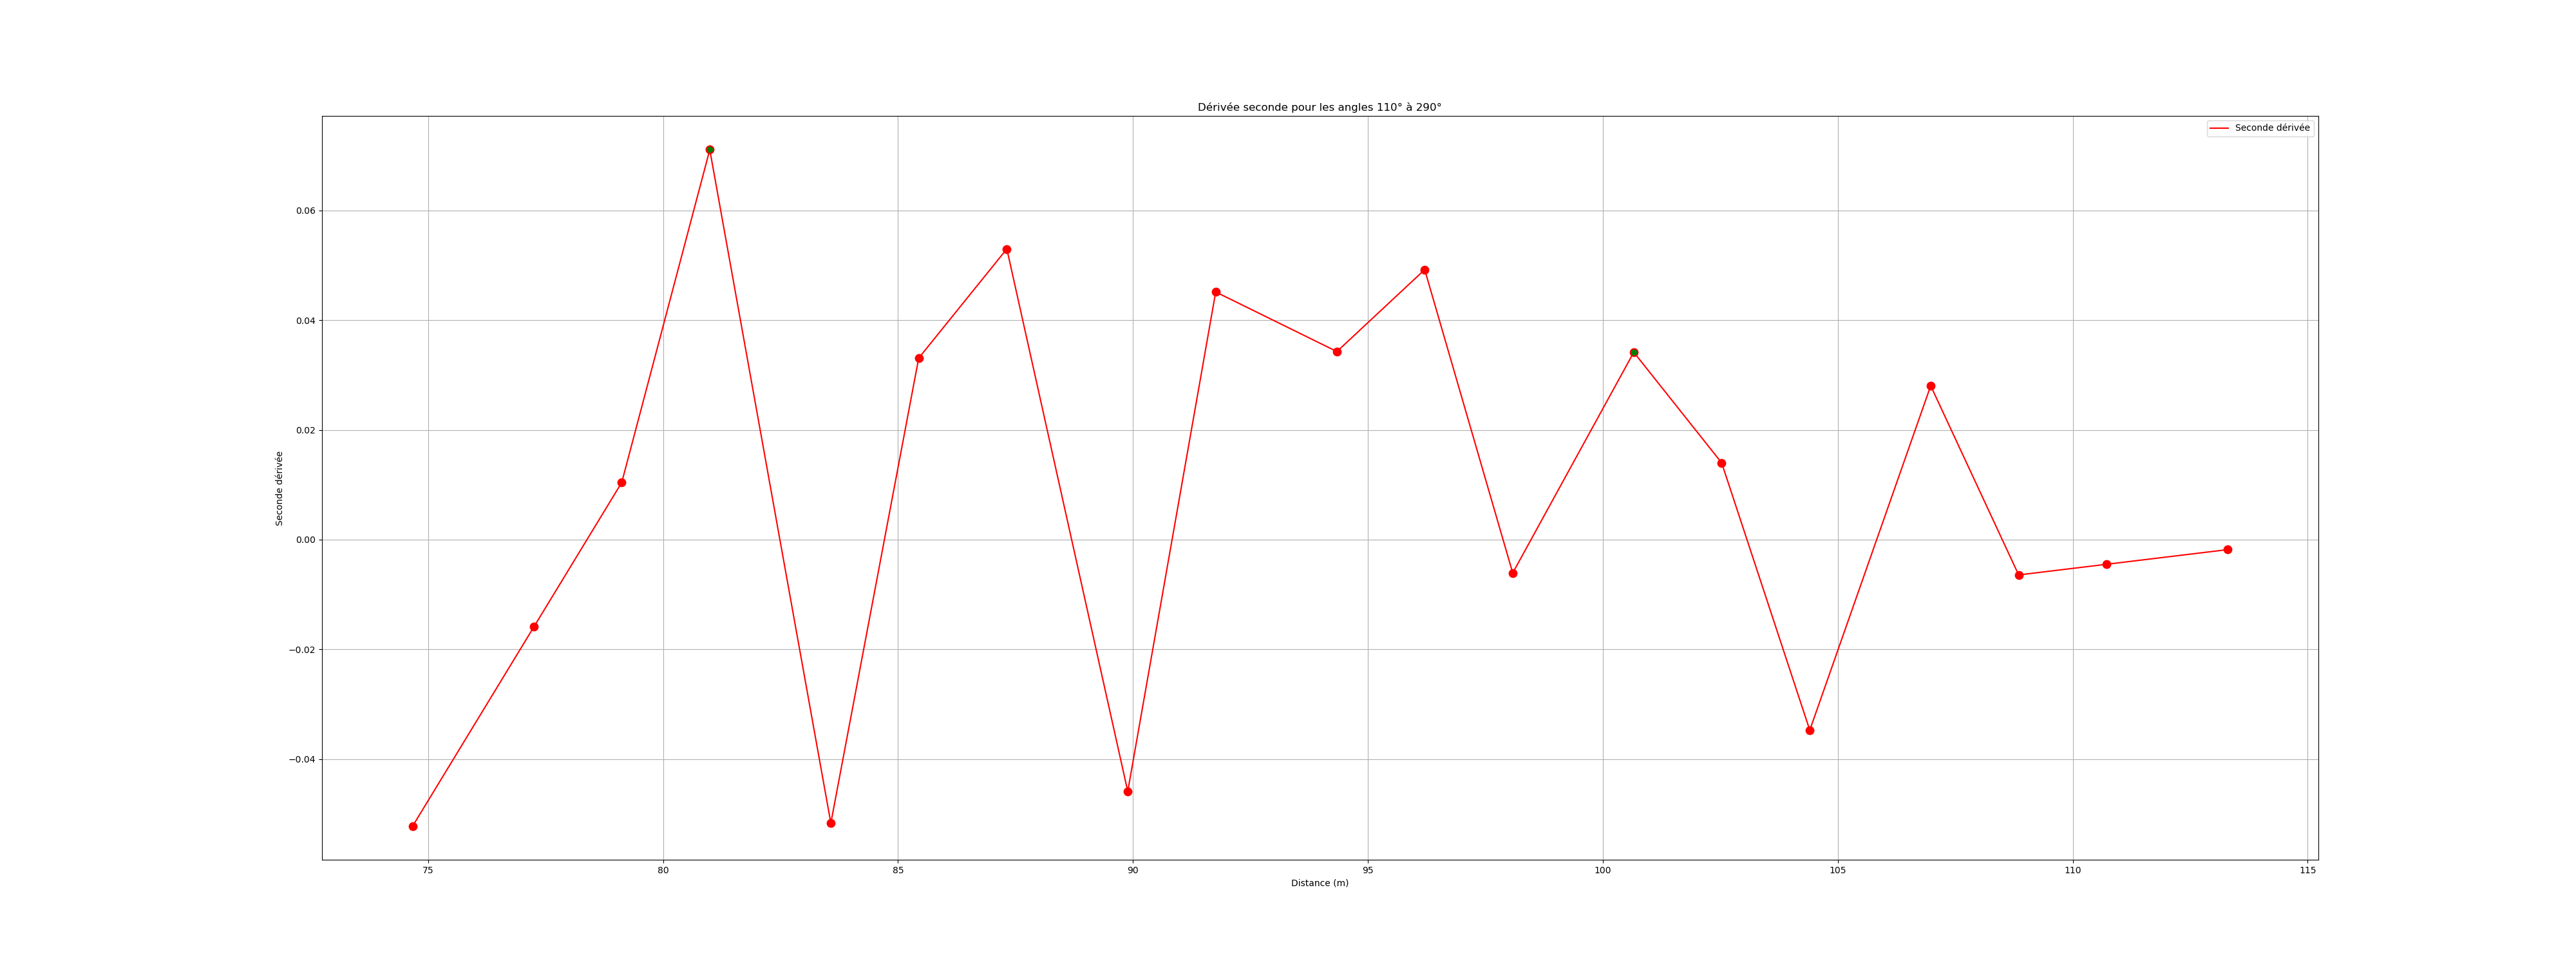 Dérivée seconde pour les angles 110° à 290°
Seconde dérivée
0.06
0.04
0.02
0.00
−0.02
−0.04
Seconde dérivée
75 80 85 90 95 100 105 110 115
Distance (m)